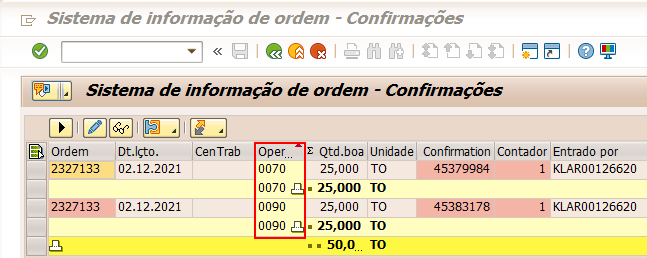 Sistema de informação de ordem - Confirmações
Sistema de informação de ordem - Confirmações
Ordem Dt.lçto. CenTrab Oper... Σ Qtd.boa Unidade Confirmation Contador Entrado por
2327133 02.12.2021 0070 25,000 TO 45379984 1 KLAR00126620
0070 25,000 TO
2327133 02.12.2021 0090 25,000 TO 45383178 1 KLAR00126620
0090 25,000 TO
50,0... TO